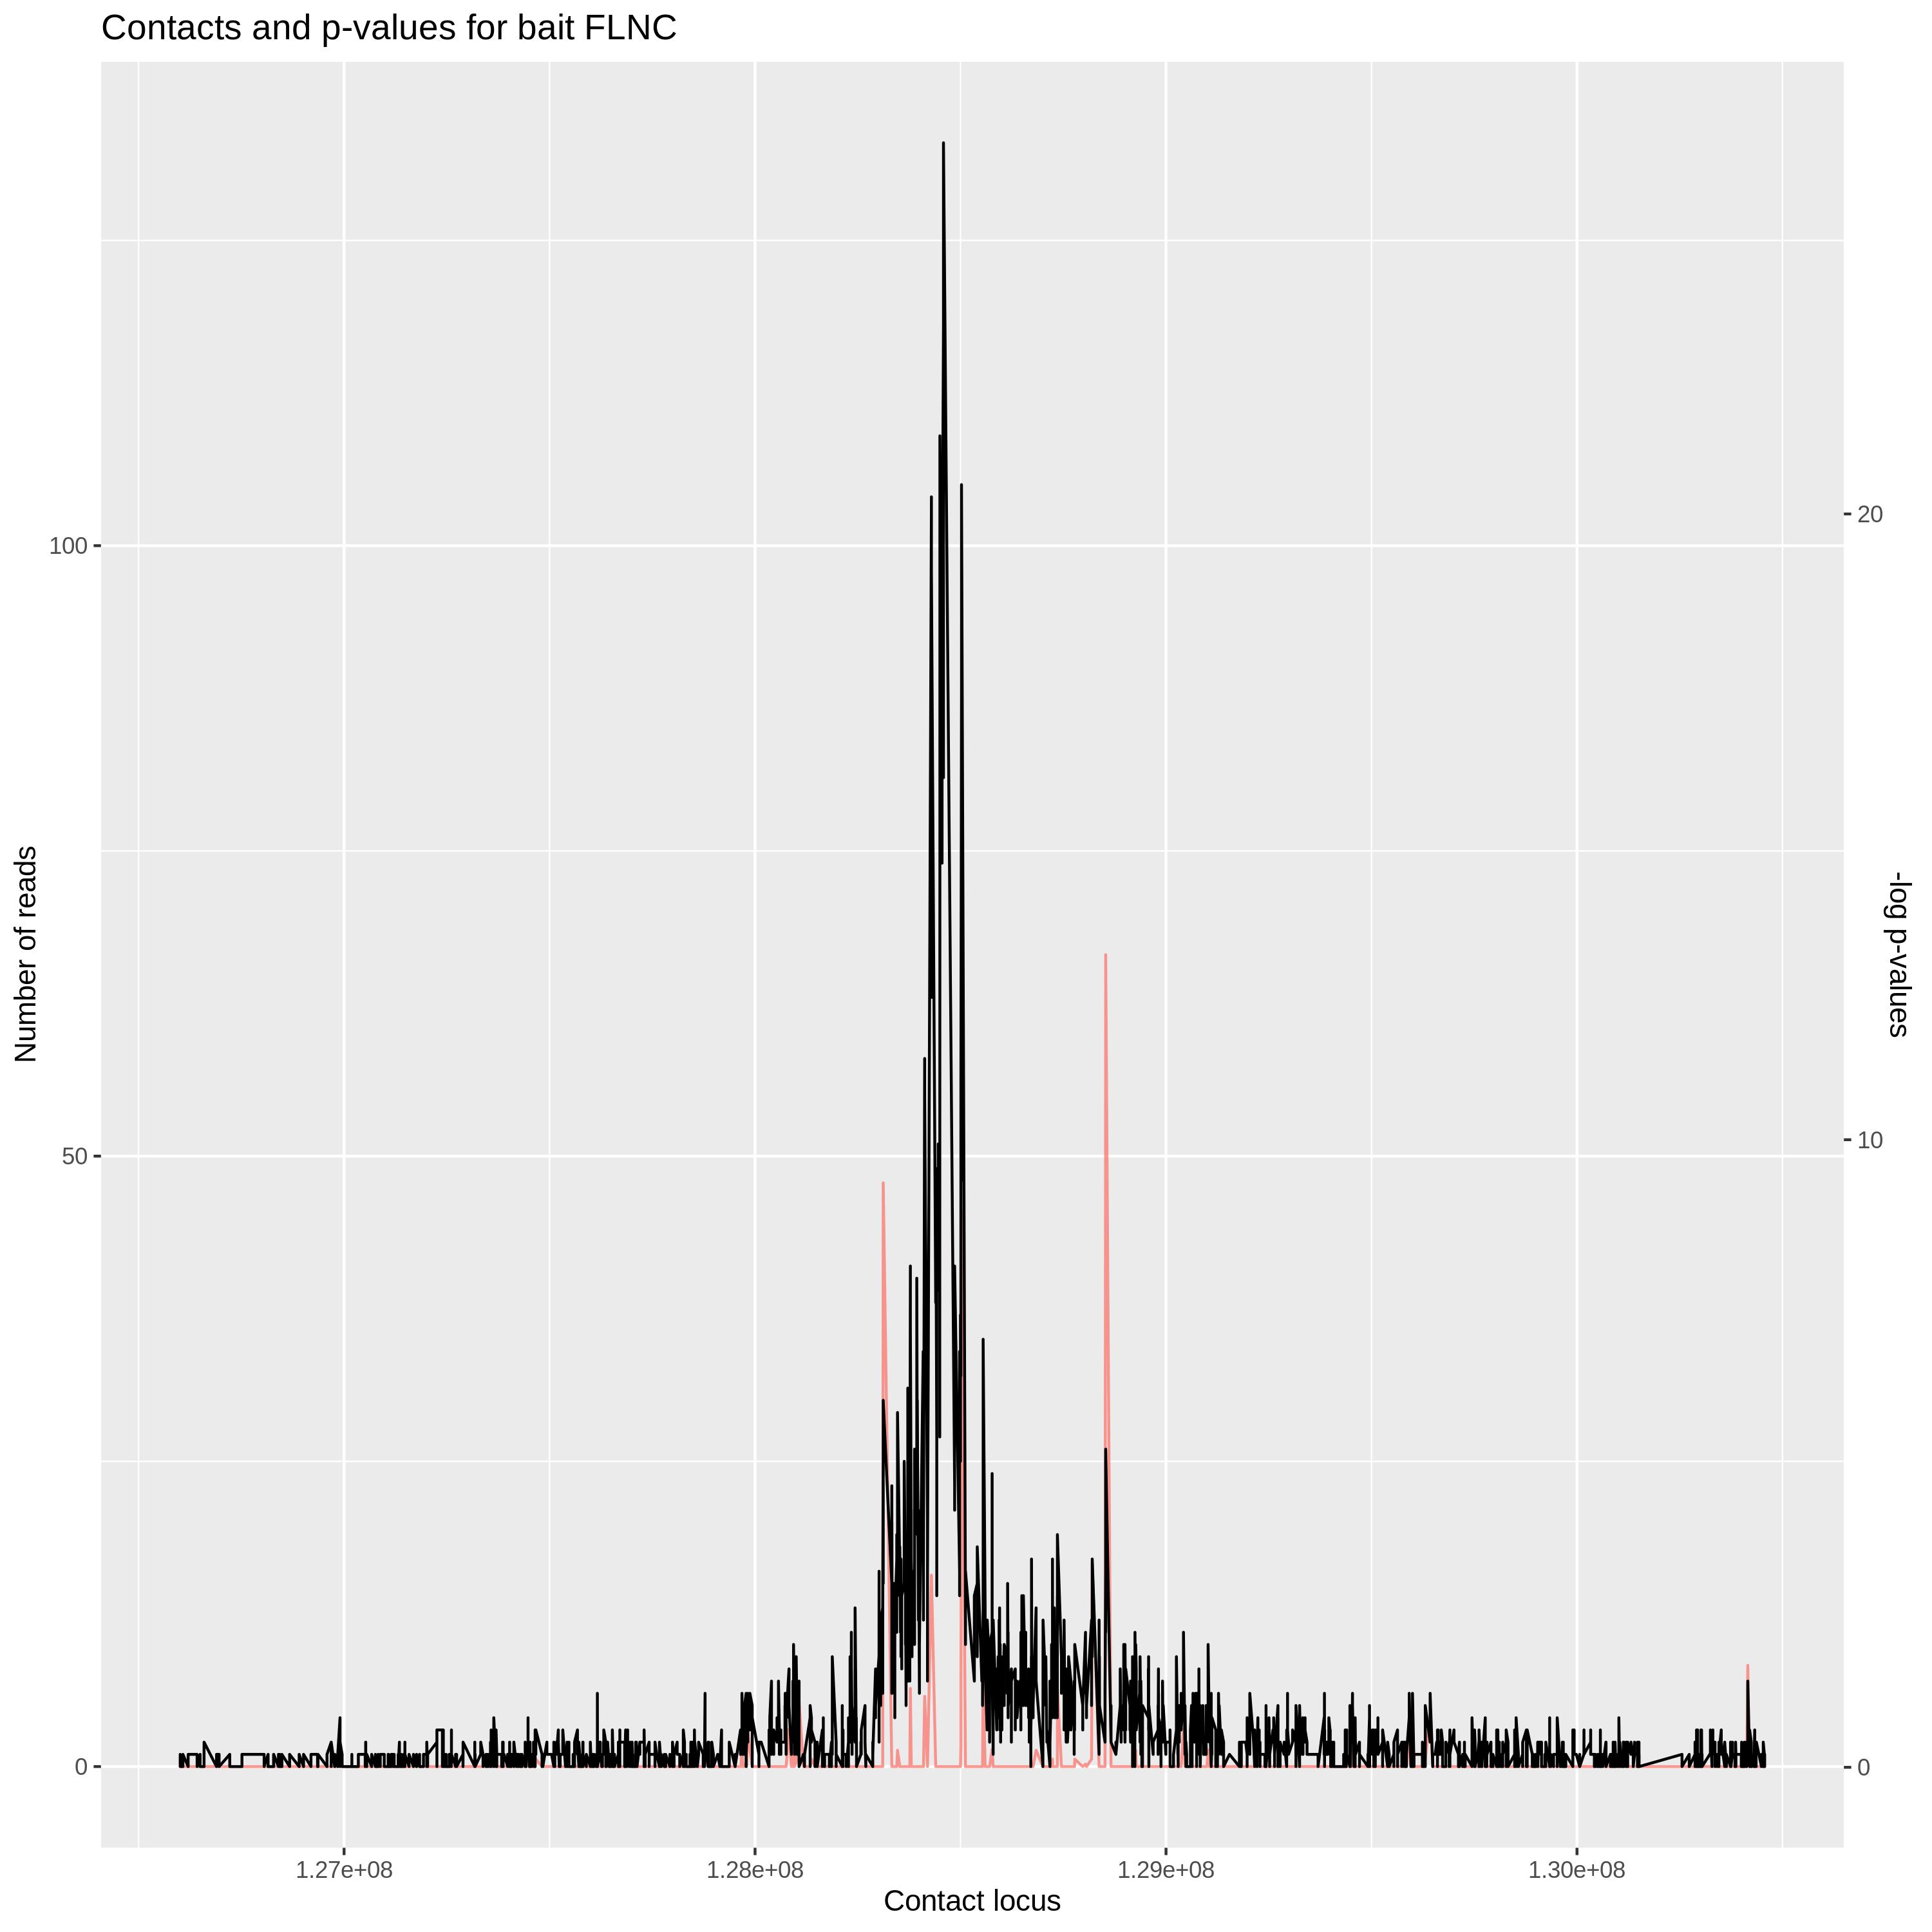 Contacts and p-values for bait FLNC
100
50
0
Number of reads
20
10
0
-log p-values
1.27e+08
1.28e+08
1.29e+08
1.30e+08
Contact locus